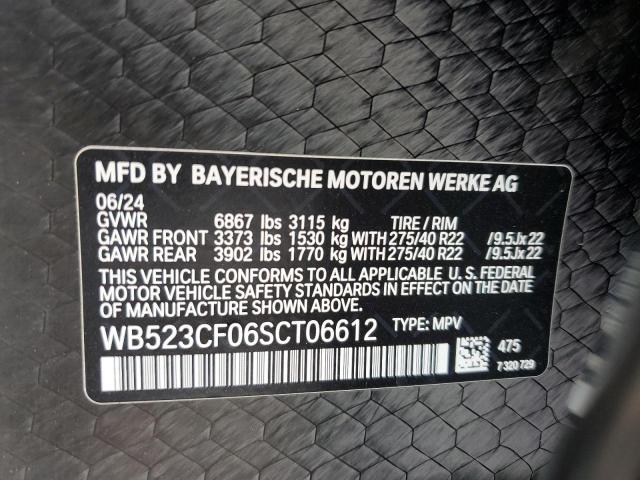 MFD BY BAYERISCHE MOTOREN WERKE AG
06/24
GVWR 6867 lbs 3115 kg TIRE / RIM
GAWR FRONT 3373 lbs 1530 kg WITH 275/40 R22 /9.5Jx22
GAWR REAR 3902 lbs 1770 kg WITH 275/40 R22 /9.5Jx22
THIS VEHICLE CONFORMS TO ALL APPLICABLE U. S. FEDERAL
MOTOR VEHICLE SAFETY STANDARDS IN EFFECT ON THE DATE
OF MANUFACTURE SHOWN ABOVE.
WB523CF06SCT06612 TYPE: MPV
475
7 320 729